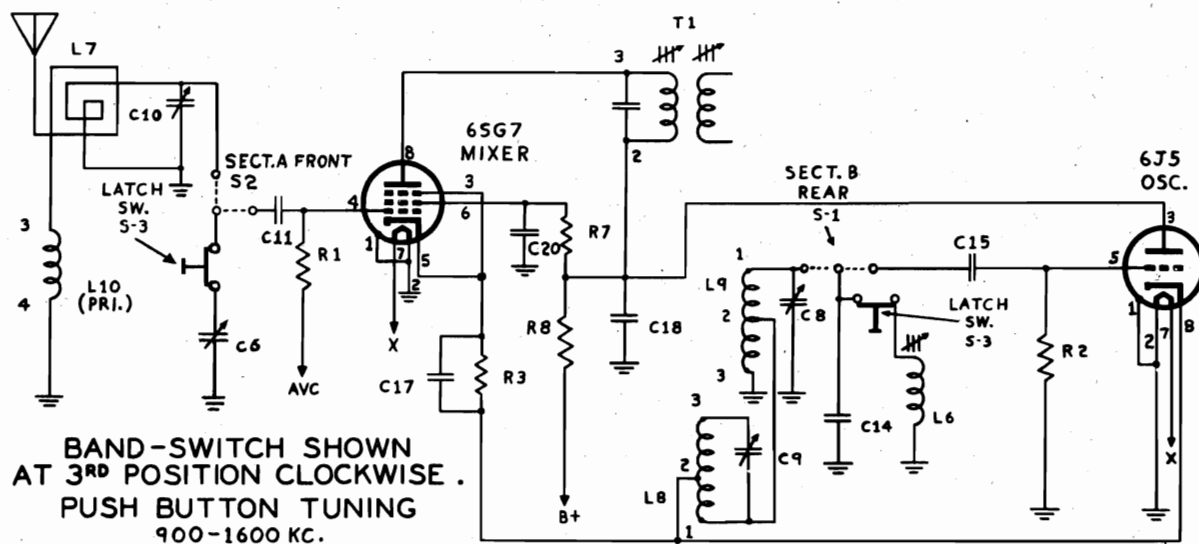 T1
L7
3
C10
2
6SG7
MIXER
6J5
OSC.
SECT. A FRONT
S2
LATCH
SW.
S-3
8
3
4
6
1
7
5
2
C11
R1
C20
R7
SECT. B
REAR
S-1
3
C15
5
1
2
7
8
3
L10
4
(PRI.)
C6
AVC
X
R8
C18
1
L9
2
3
C8
LATCH
SW.
S-3
R2
C17
R3
C14
L6
X
3
2
L8
1
C9
B+
BAND-SWITCH SHOWN
AT 3RD POSITION CLOCKWISE.
PUSH BUTTON TUNING
900-1600 KC.